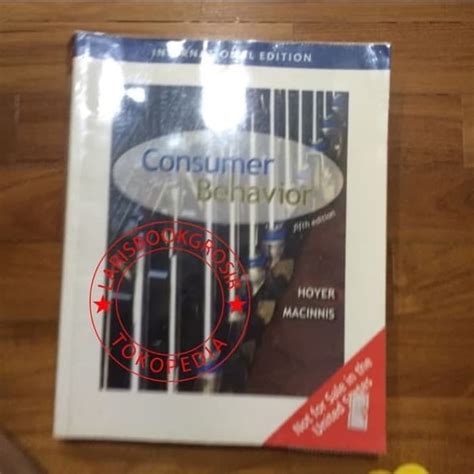 INTERNATIONAL EDITION
Consumer
Behavior
fifth edition
HOYER
MACINNIS
LARISBOOKGROSIR
TOKOPEDIA
Not for Sale in the
United States